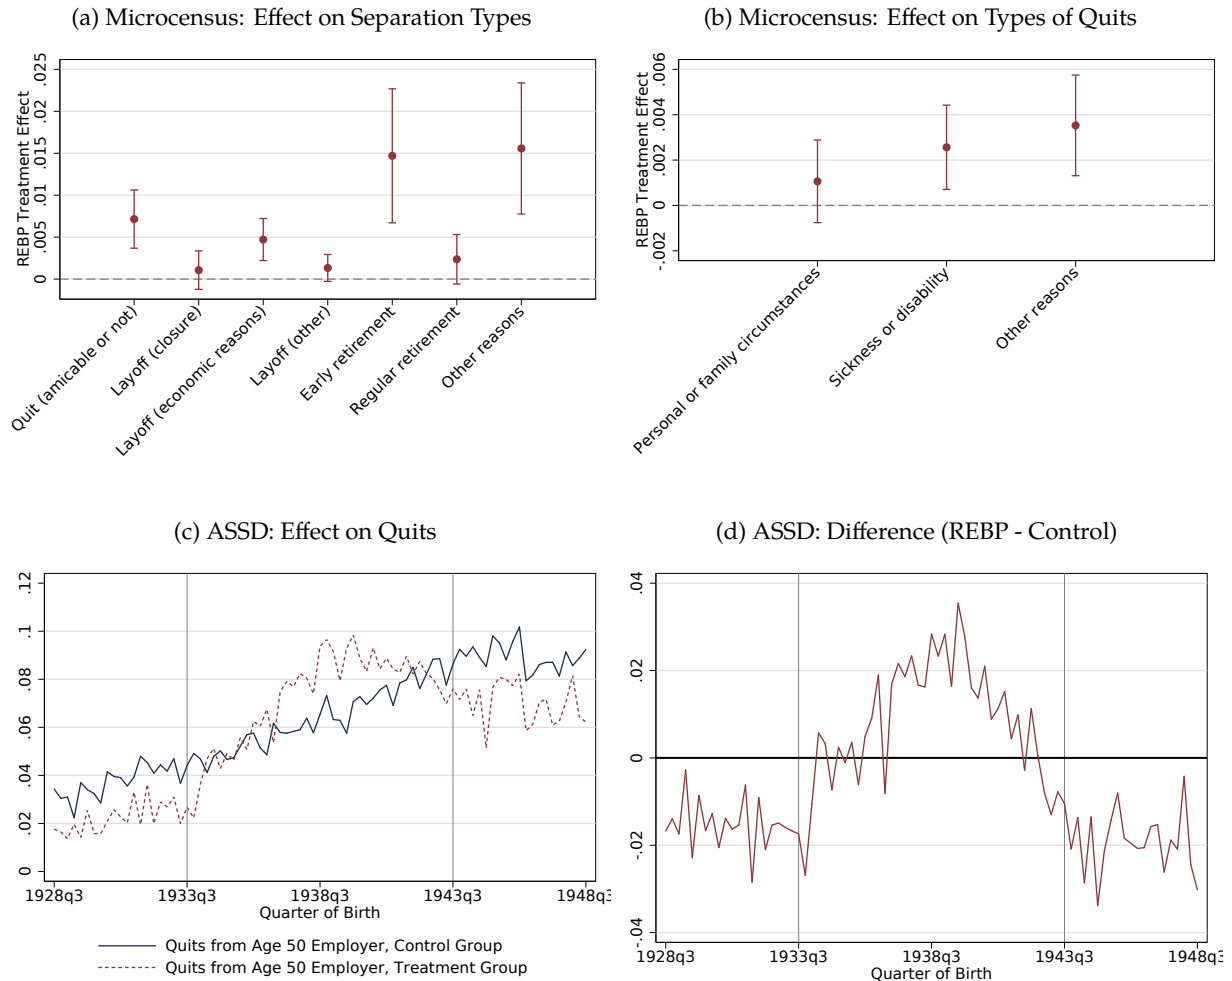 (a) Microcensus: Effect on Separation Types
REBP Treatment Effect
.025
.02
.015
.01
.005
0
Quit (amicable or not)
Layoff (closure)
Layoff (economic reasons)
Layoff (other)
Early retirement
Regular retirement
Other reasons
(b) Microcensus: Effect on Types of Quits
REBP Treatment Effect
.006
.004
.002
0
-.002
Personal or family circumstances
Sickness or disability
Other reasons
(c) ASSD: Effect on Quits
.12
.1
.08
.06
.04
.02
0
1928q3 1933q3 1938q3 1943q3 1948q3
Quarter of Birth
Quits from Age 50 Employer, Control Group
Quits from Age 50 Employer, Treatment Group
(d) ASSD: Difference (REBP - Control)
.04
.02
0
-.02
-.04
1928q3 1933q3 1938q3 1943q3 1948q3
Quarter of Birth